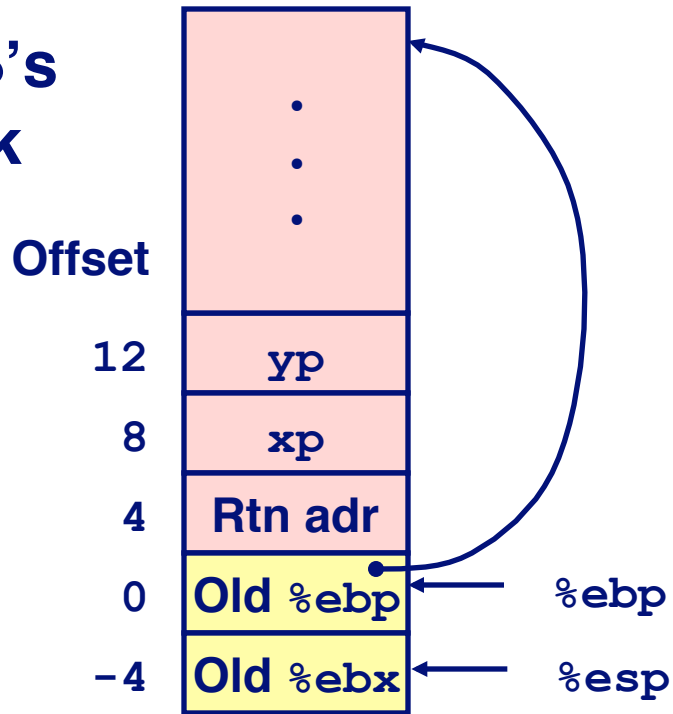 Offset
12 yp
8 xp
4 Rtn adr
0 Old %ebp %ebp
-4 Old %ebx %esp